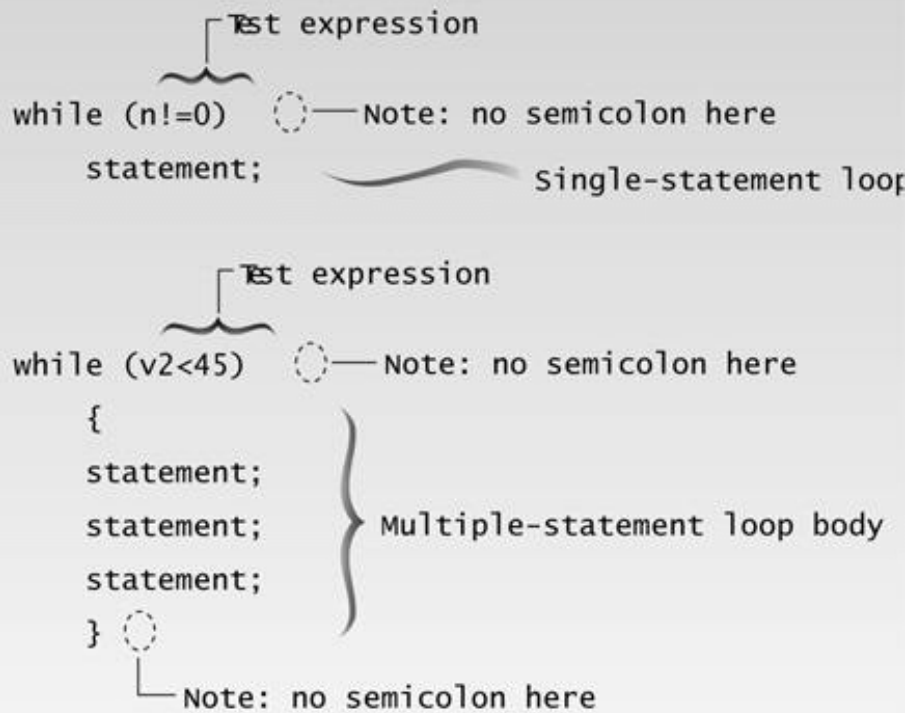 Test expression
while (n!=0) Note: no semicolon here
statement; Single-statement loop
Test expression
while (v2<45) Note: no semicolon here
{
statement;
statement; Multiple-statement loop body
statement;
}
Note: no semicolon here